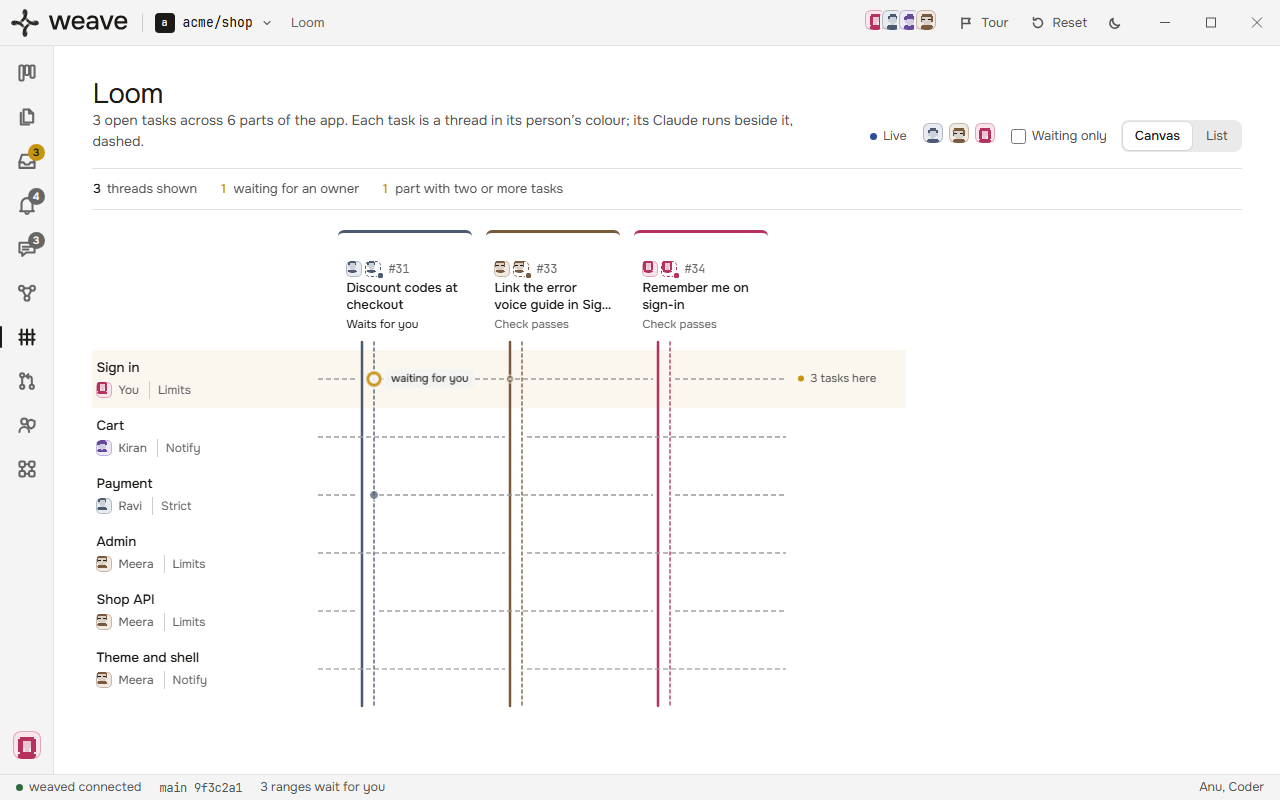 weave
a acme/shop
Loom
Tour
Reset
Loom
3 open tasks across 6 parts of the app. Each task is a thread in its person's colour; its Claude runs beside it,
dashed.
Live
Waiting only
Canvas
List
3
4
3
3 threads shown
1 waiting for an owner
1 part with two or more tasks
#31
Discount codes at
checkout
Waits for you
#33
Link the error
voice guide in Sig...
Check passes
#34
Remember me on
sign-in
Check passes
Sign in
You Limits
waiting for you
3 tasks here
Cart
Kiran Notify
Payment
Ravi Strict
Admin
Meera Limits
Shop API
Meera Limits
Theme and shell
Meera Notify
weaved connected
main 9f3c2a1
3 ranges wait for you
Anu, Coder